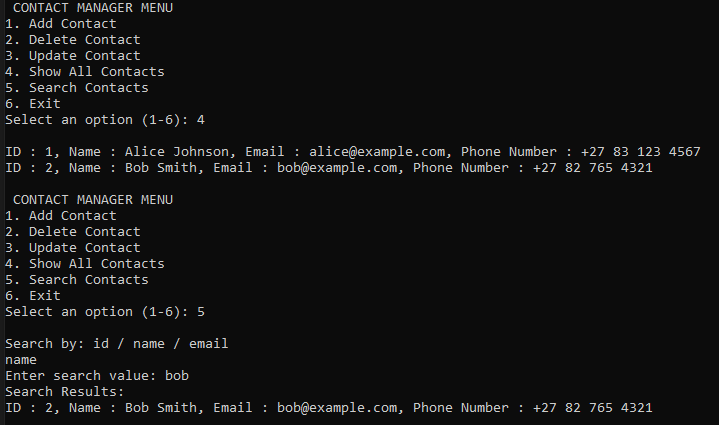 CONTACT MANAGER MENU
1. Add Contact
2. Delete Contact
3. Update Contact
4. Show All Contacts
5. Search Contacts
6. Exit
Select an option (1-6): 4
ID : 1, Name : Alice Johnson, Email : alice@example.com, Phone Number : +27 83 123 4567
ID : 2, Name : Bob Smith, Email : bob@example.com, Phone Number : +27 82 765 4321
CONTACT MANAGER MENU
1. Add Contact
2. Delete Contact
3. Update Contact
4. Show All Contacts
5. Search Contacts
6. Exit
Select an option (1-6): 5
Search by: id / name / email
name
Enter search value: bob
Search Results:
ID : 2, Name : Bob Smith, Email : bob@example.com, Phone Number : +27 82 765 4321